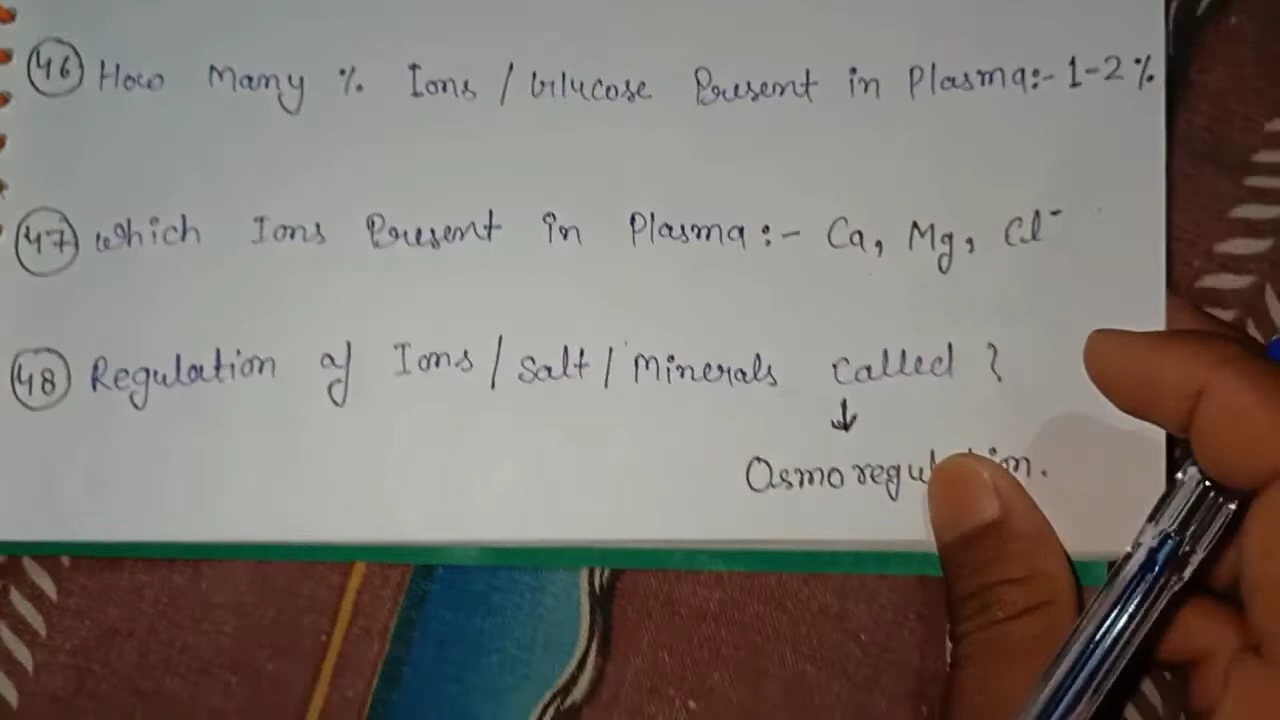 46 How Many % Ions / Glucose Present in Plasma:- 1-2%
47 which Ions Present in Plasma :- Ca, Mg, Cl⁻
48 Regulation of Ions / Salt / Minerals called ?
↓